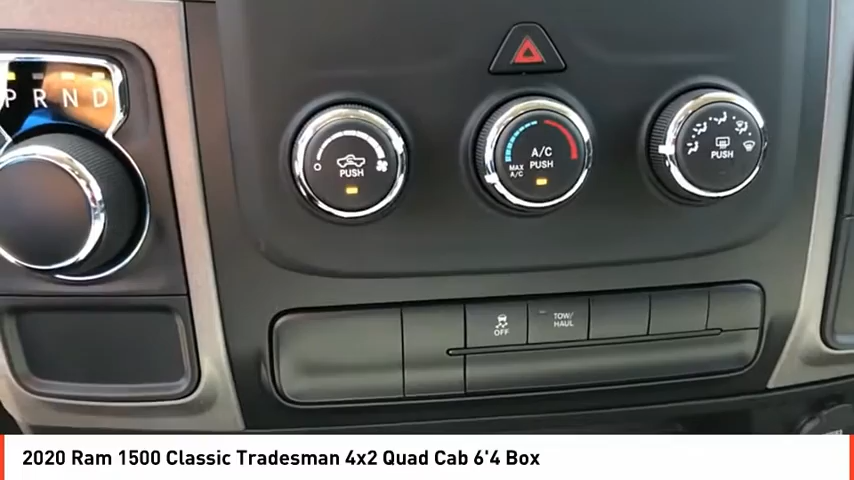 PRND
PUSH
MAX
A/C
A/C
PUSH
PUSH
OFF
TOW/
HAUL
2020 Ram 1500 Classic Tradesman 4x2 Quad Cab 6'4 Box